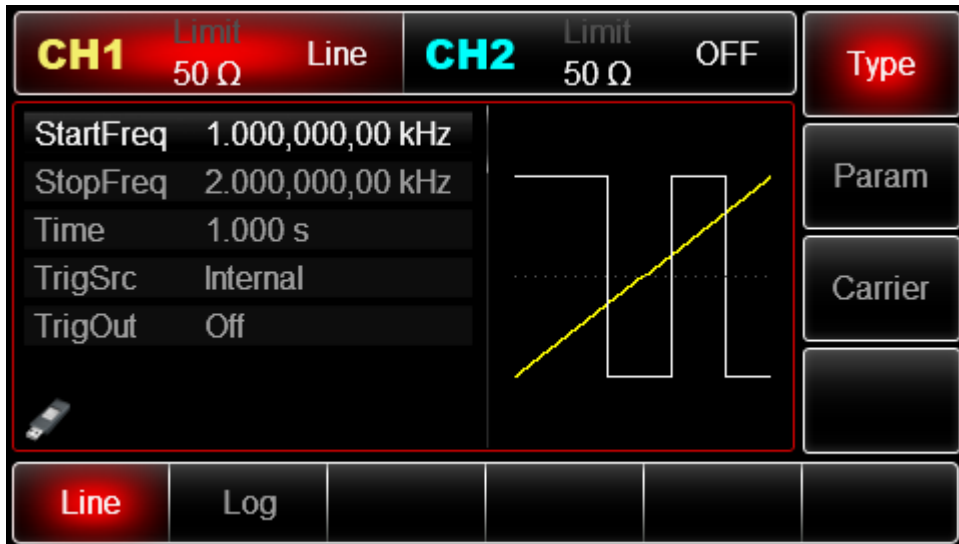 CH1 Limit 50 Ω Line
CH2 Limit 50 Ω OFF
Type
StartFreq 1.000,000,00 kHz
StopFreq 2.000,000,00 kHz
Time 1.000 s
TrigSrc Internal
TrigOut Off
Param
Carrier
Line Log